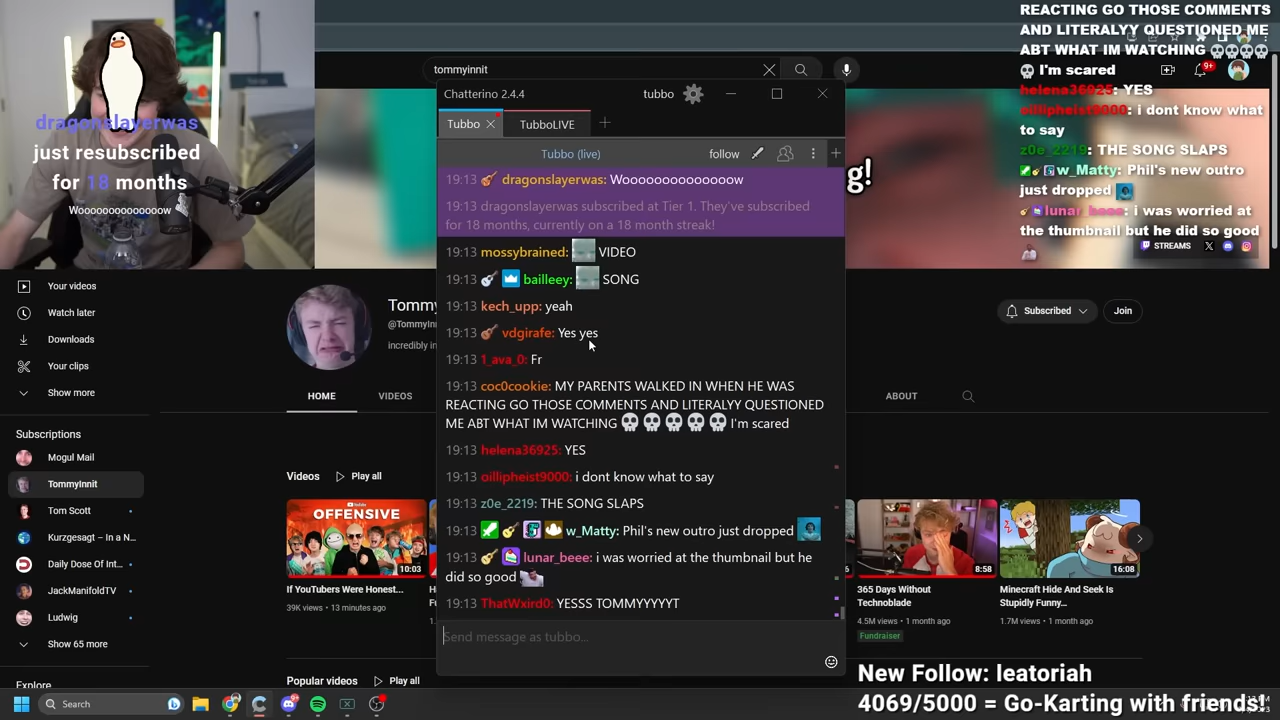 dragonslayerwas
just resubscribed
for 18 months
Wooooooooooooow
tommyinnit
REACTING GO THOSE COMMENTS
AND LITERALYY QUESTIONED ME
ABT WHAT IM WATCHING
I'm scared
9+
helena36925: YES
oillipheist9000: i dont know what
to say
z0e_2219: THE SONG SLAPS
w_Matty: Phil's new outro
just dropped
lunar_beee: i was worried at
the thumbnail but he did so good
STREAMS
Chatterino 2.4.4
tubbo
Tubbo
TubboLIVE
Tubbo (live)
follow
g!
19:13 dragonslayerwas: Wooooooooooooow
19:13 dragonslayerwas subscribed at Tier 1. They've subscribed
for 18 months, currently on a 18 month streak!
19:13 mossybrained: VIDEO
19:13 bailleey: SONG
19:13 kech_upp: yeah
19:13 vdgirafe: Yes yes
19:13 1_ava_0: Fr
19:13 coc0cookie: MY PARENTS WALKED IN WHEN HE WAS
REACTING GO THOSE COMMENTS AND LITERALYY QUESTIONED
ME ABT WHAT IM WATCHING I'm scared
19:13 helena36925: YES
19:13 oillipheist9000: i dont know what to say
19:13 z0e_2219: THE SONG SLAPS
19:13 w_Matty: Phil's new outro just dropped
19:13 lunar_beee: i was worried at the thumbnail but he
did so good
19:13 ThatWxird0: YESSS TOMMYYYYYT
Send message as tubbo...
Your videos
Watch later
Downloads
Your clips
Show more
Subscriptions
Mogul Mail
TommyInnit
Tom Scott
Kurzgesagt – In a N...
Daily Dose Of Int...
JackManifoldTV
Ludwig
Show 65 more
Explore
Tommy
@TommyInn
incredibly in
Subscribed
Join
HOME
VIDEOS
ABOUT
Videos
Play all
OFFENSIVE
10:03
If YouTubers Were Honest...
39K views • 13 minutes ago
8:58
365 Days Without
Technoblade
4.5M views • 1 month ago
Fundraiser
16:08
Minecraft Hide And Seek Is
Stupidly Funny...
1.7M views • 1 month ago
Popular videos
Play all
New Follow: leatoriah
4069/5000 = Go-Karting with friends!
Search